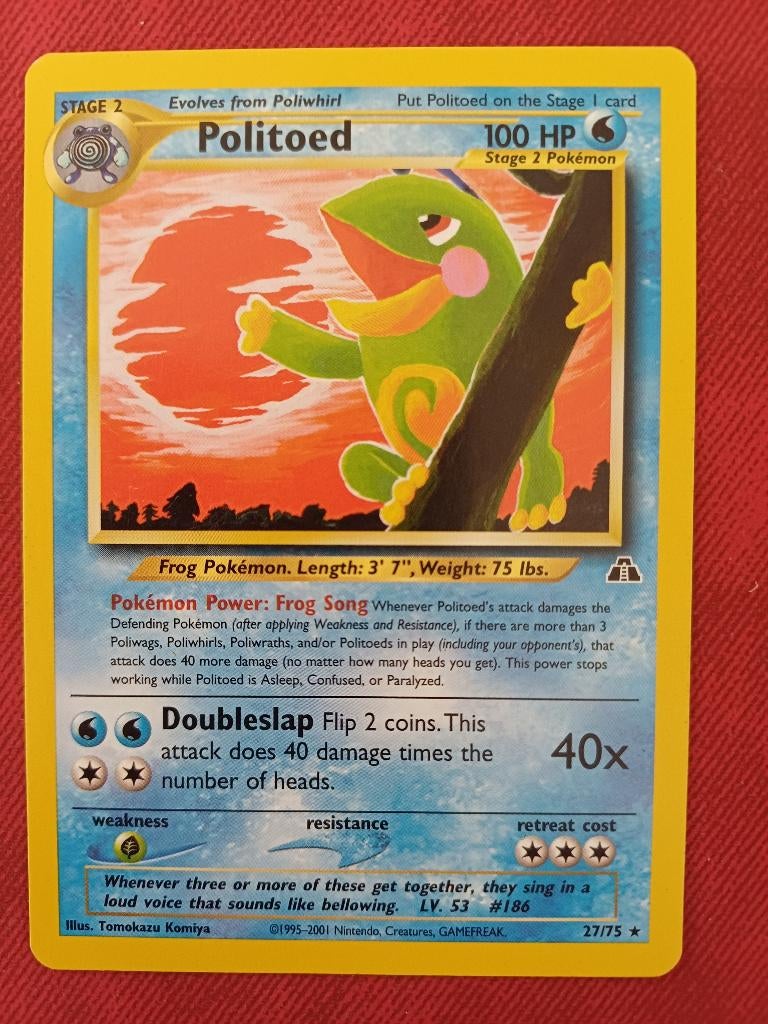 STAGE 2 Evolves from Poliwhirl Put Politoed on the Stage 1 card
Politoed 100 HP
Stage 2 Pokémon
Frog Pokémon. Length: 3' 7", Weight: 75 lbs.
Pokémon Power: Frog Song Whenever Politoed's attack damages the
Defending Pokémon (after applying Weakness and Resistance), if there are more than 3
Poliwags, Poliwhirls, Poliwraths, and/or Politoeds in play (including your opponent's), that
attack does 40 more damage (no matter how many heads you get). This power stops
working while Politoed is Asleep, Confused, or Paralyzed.
Doubleslap Flip 2 coins. This
attack does 40 damage times the
number of heads.
40x
weakness resistance retreat cost
Whenever three or more of these get together, they sing in a
loud voice that sounds like bellowing. LV. 53 #186
Illus. Tomokazu Komiya ©1995–2001 Nintendo, Creatures, GAMEFREAK. 27/75 ★